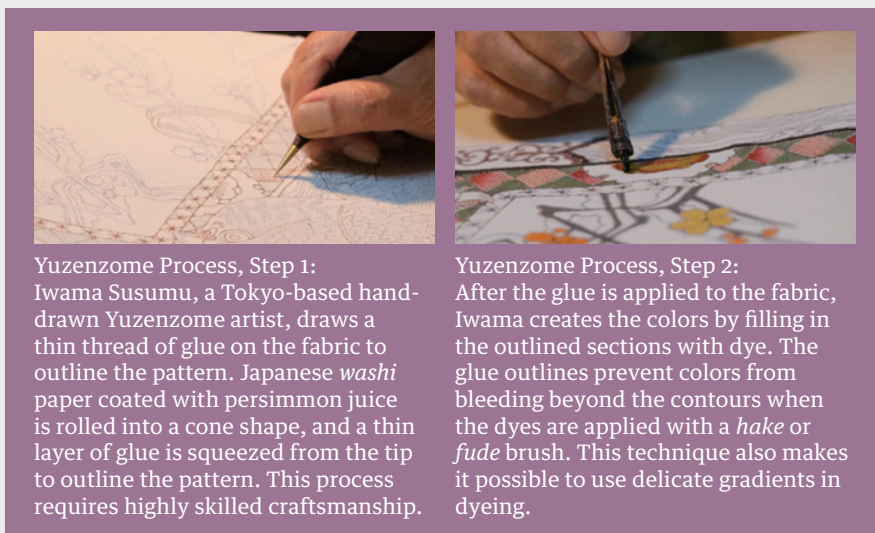 Yuzenzome Process, Step 1:
Iwama Susumu, a Tokyo-based hand-
drawn Yuzenzome artist, draws a
thin thread of glue on the fabric to
outline the pattern. Japanese washi
paper coated with persimmon juice
is rolled into a cone shape, and a thin
layer of glue is squeezed from the tip
to outline the pattern. This process
requires highly skilled craftsmanship.
Yuzenzome Process, Step 2:
After the glue is applied to the fabric,
Iwama creates the colors by filling in
the outlined sections with dye. The
glue outlines prevent colors from
bleeding beyond the contours when
the dyes are applied with a hake or
fude brush. This technique also makes
it possible to use delicate gradients in
dyeing.